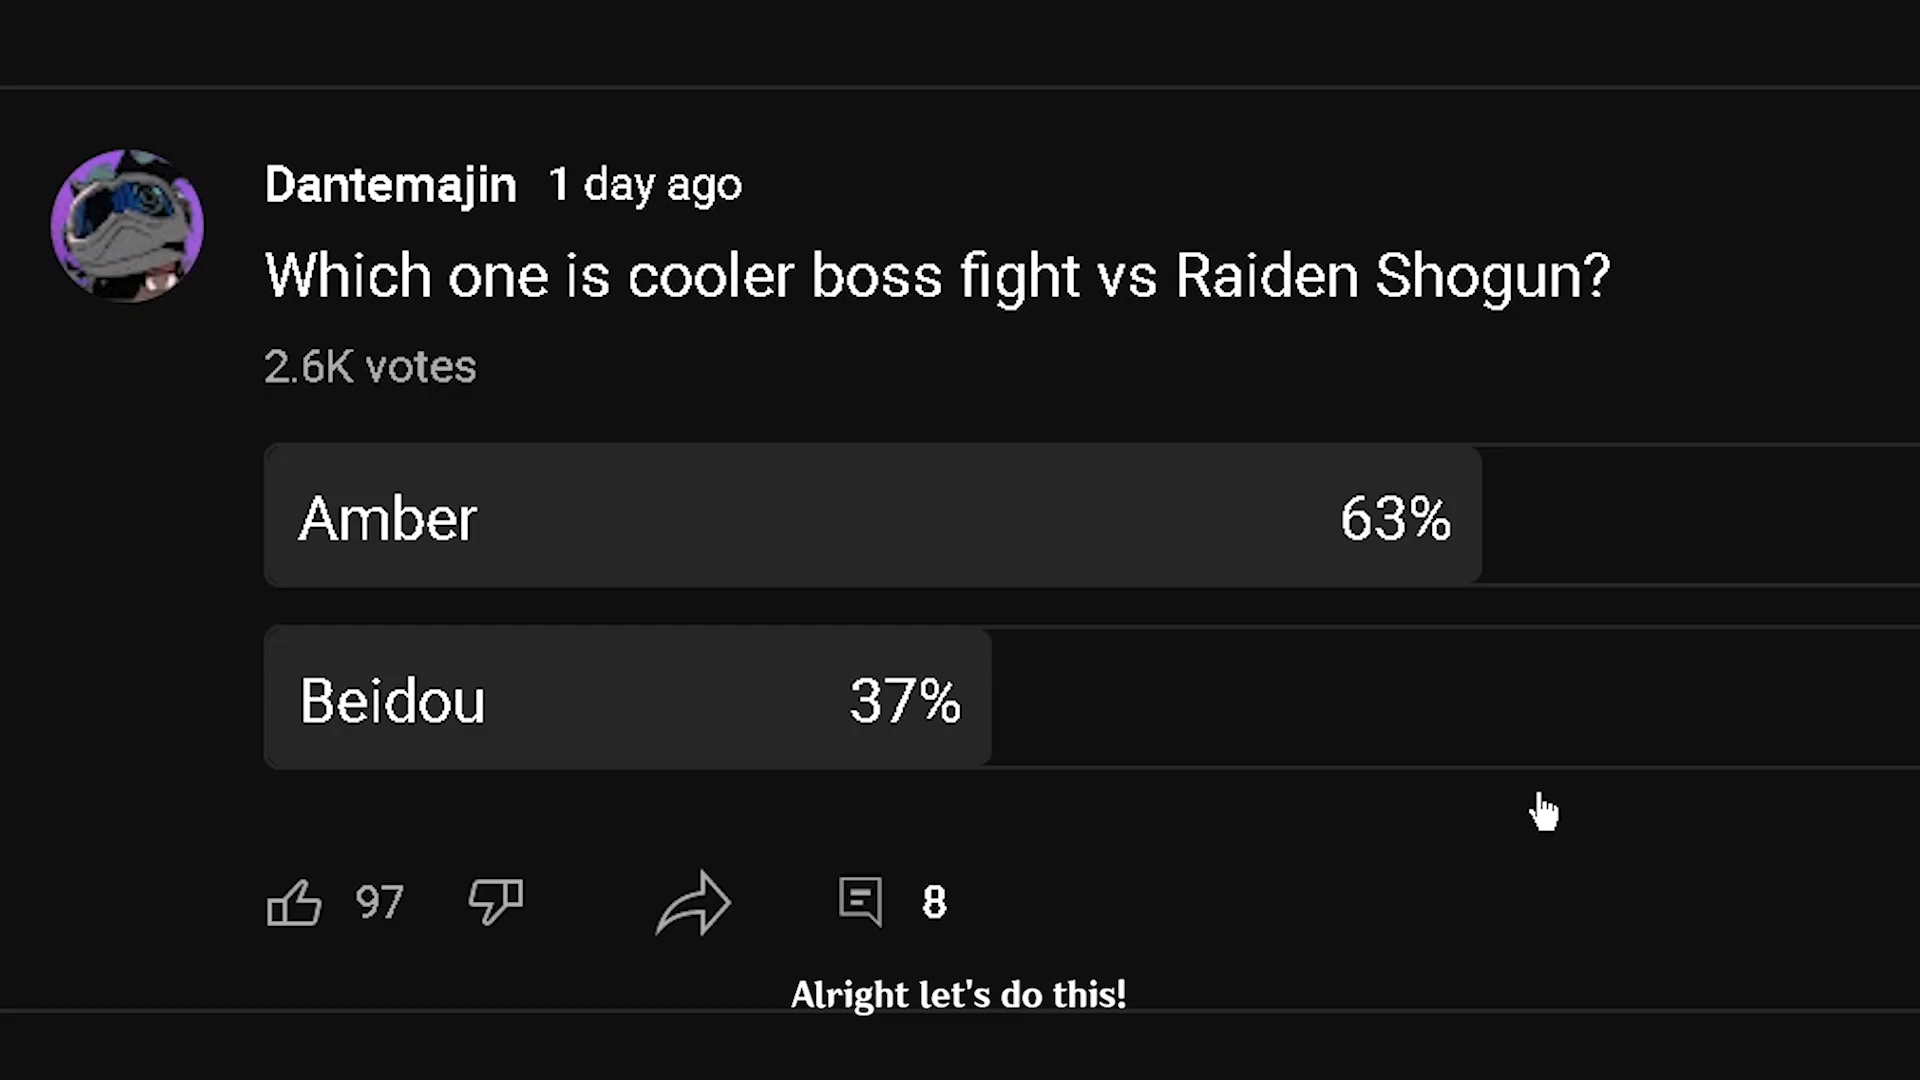 Dantemajin 1 day ago
Which one is cooler boss fight vs Raiden Shogun?
2.6K votes
Amber 63%
Beidou 37%
97 8
Alright let's do this!